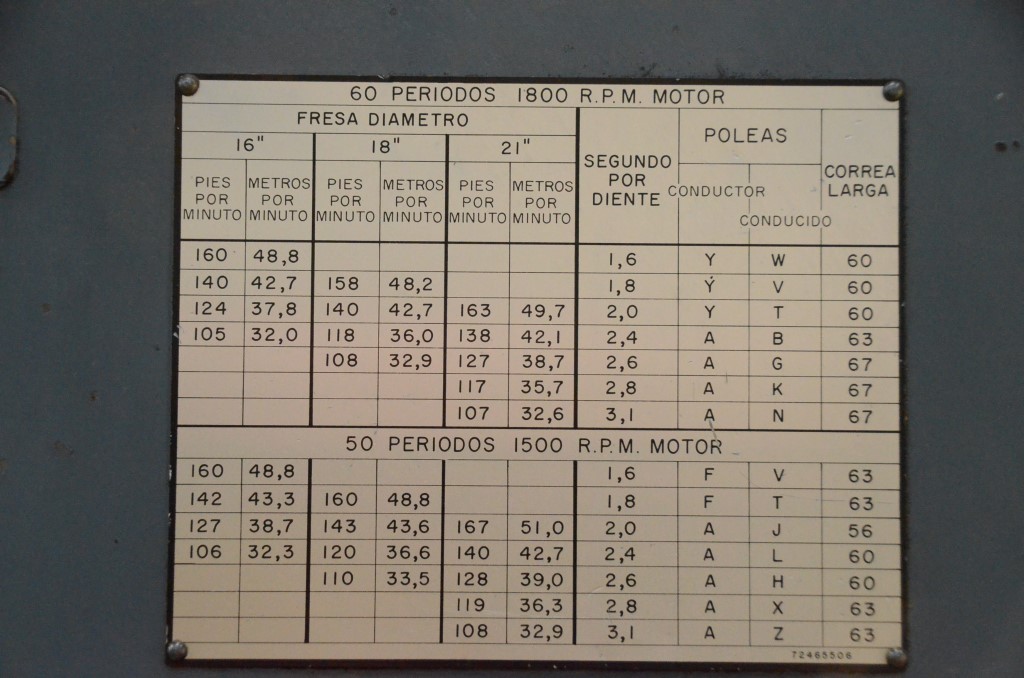 60 PERIODOS 1800 R.P.M. MOTOR
FRESA DIAMETRO
16" 18" 21"
SEGUNDO POR DIENTE
POLEAS
CONDUCTOR
CONDUCIDO
CORREA LARGA
PIES POR MINUTO METROS POR MINUTO PIES POR MINUTO METROS POR MINUTO PIES POR MINUTO METROS POR MINUTO
160 48,8 1,6 Y W 60
140 42,7 158 48,2 1,8 Y V 60
124 37,8 140 42,7 163 49,7 2,0 Y T 60
105 32,0 118 36,0 138 42,1 2,4 A B 63
108 32,9 127 38,7 2,6 A G 67
117 35,7 2,8 A K 67
107 32,6 3,1 A N 67
50 PERIODOS 1500 R.P.M. MOTOR
160 48,8 1,6 F V 63
142 43,3 160 48,8 1,8 F T 63
127 38,7 143 43,6 167 51,0 2,0 A J 56
106 32,3 120 36,6 140 42,7 2,4 A L 60
110 33,5 128 39,0 2,6 A H 60
119 36,3 2,8 A X 63
108 32,9 3,1 A Z 63
72465506